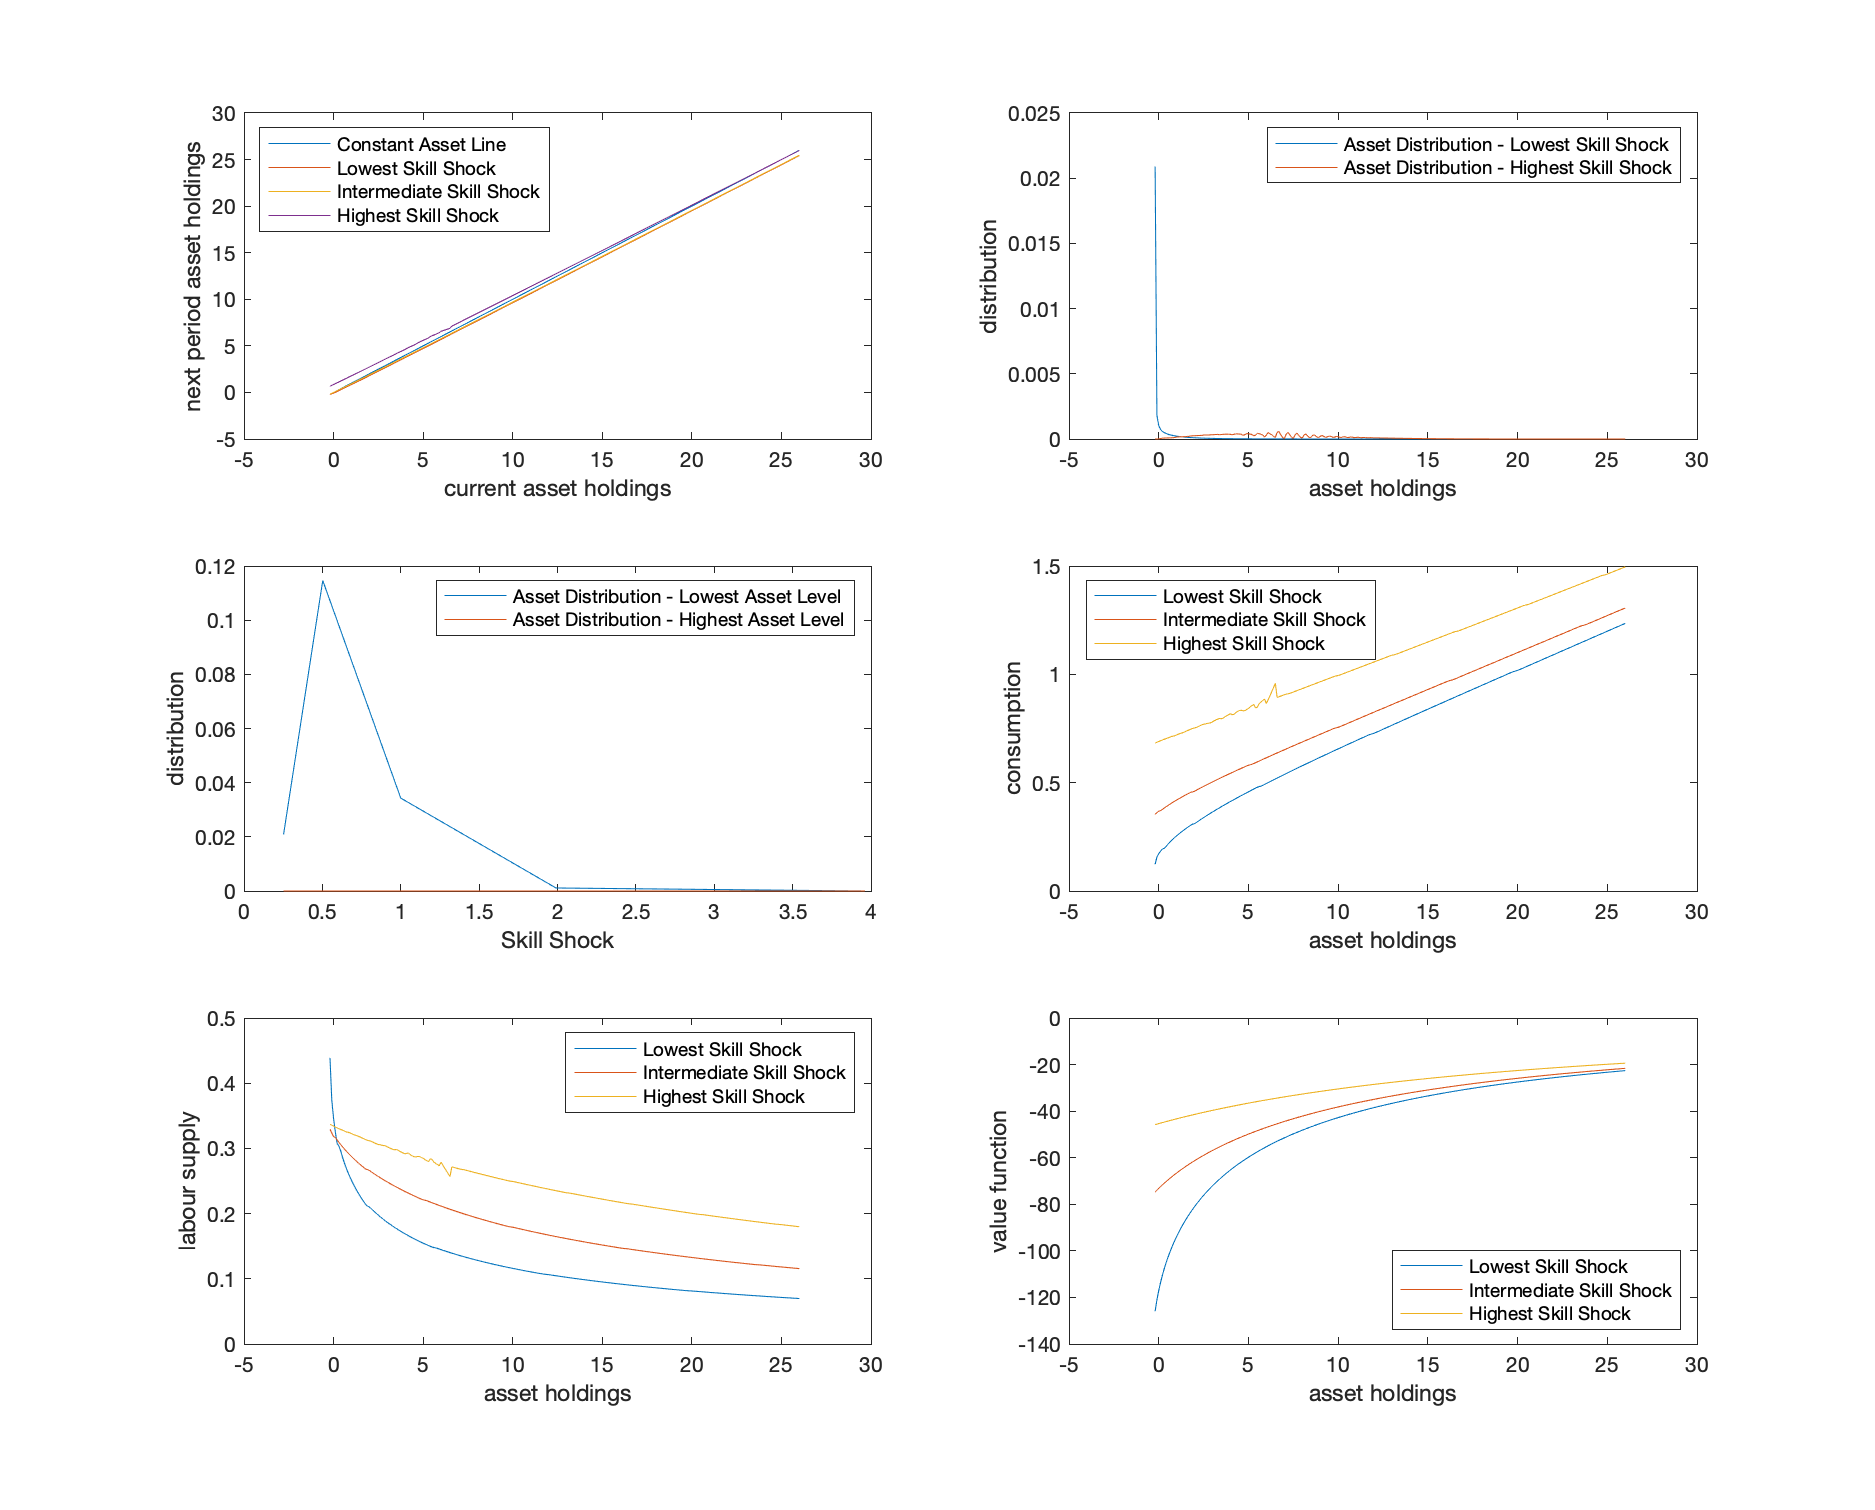 30
25
20
15
10
5
0
-5
next period asset holdings
Constant Asset Line
Lowest Skill Shock
Intermediate Skill Shock
Highest Skill Shock
-5 0 5 10 15 20 25 30
current asset holdings
0.025
0.02
0.015
0.01
0.005
0
distribution
Asset Distribution - Lowest Skill Shock
Asset Distribution - Highest Skill Shock
-5 0 5 10 15 20 25 30
asset holdings
0.12
0.1
0.08
0.06
0.04
0.02
0
distribution
Asset Distribution - Lowest Asset Level
Asset Distribution - Highest Asset Level
0 0.5 1 1.5 2 2.5 3 3.5 4
Skill Shock
1.5
1
0.5
0
consumption
Lowest Skill Shock
Intermediate Skill Shock
Highest Skill Shock
-5 0 5 10 15 20 25 30
asset holdings
0.5
0.4
0.3
0.2
0.1
0
labour supply
Lowest Skill Shock
Intermediate Skill Shock
Highest Skill Shock
-5 0 5 10 15 20 25 30
asset holdings
0
-20
-40
-60
-80
-100
-120
-140
value function
Lowest Skill Shock
Intermediate Skill Shock
Highest Skill Shock
-5 0 5 10 15 20 25 30
asset holdings